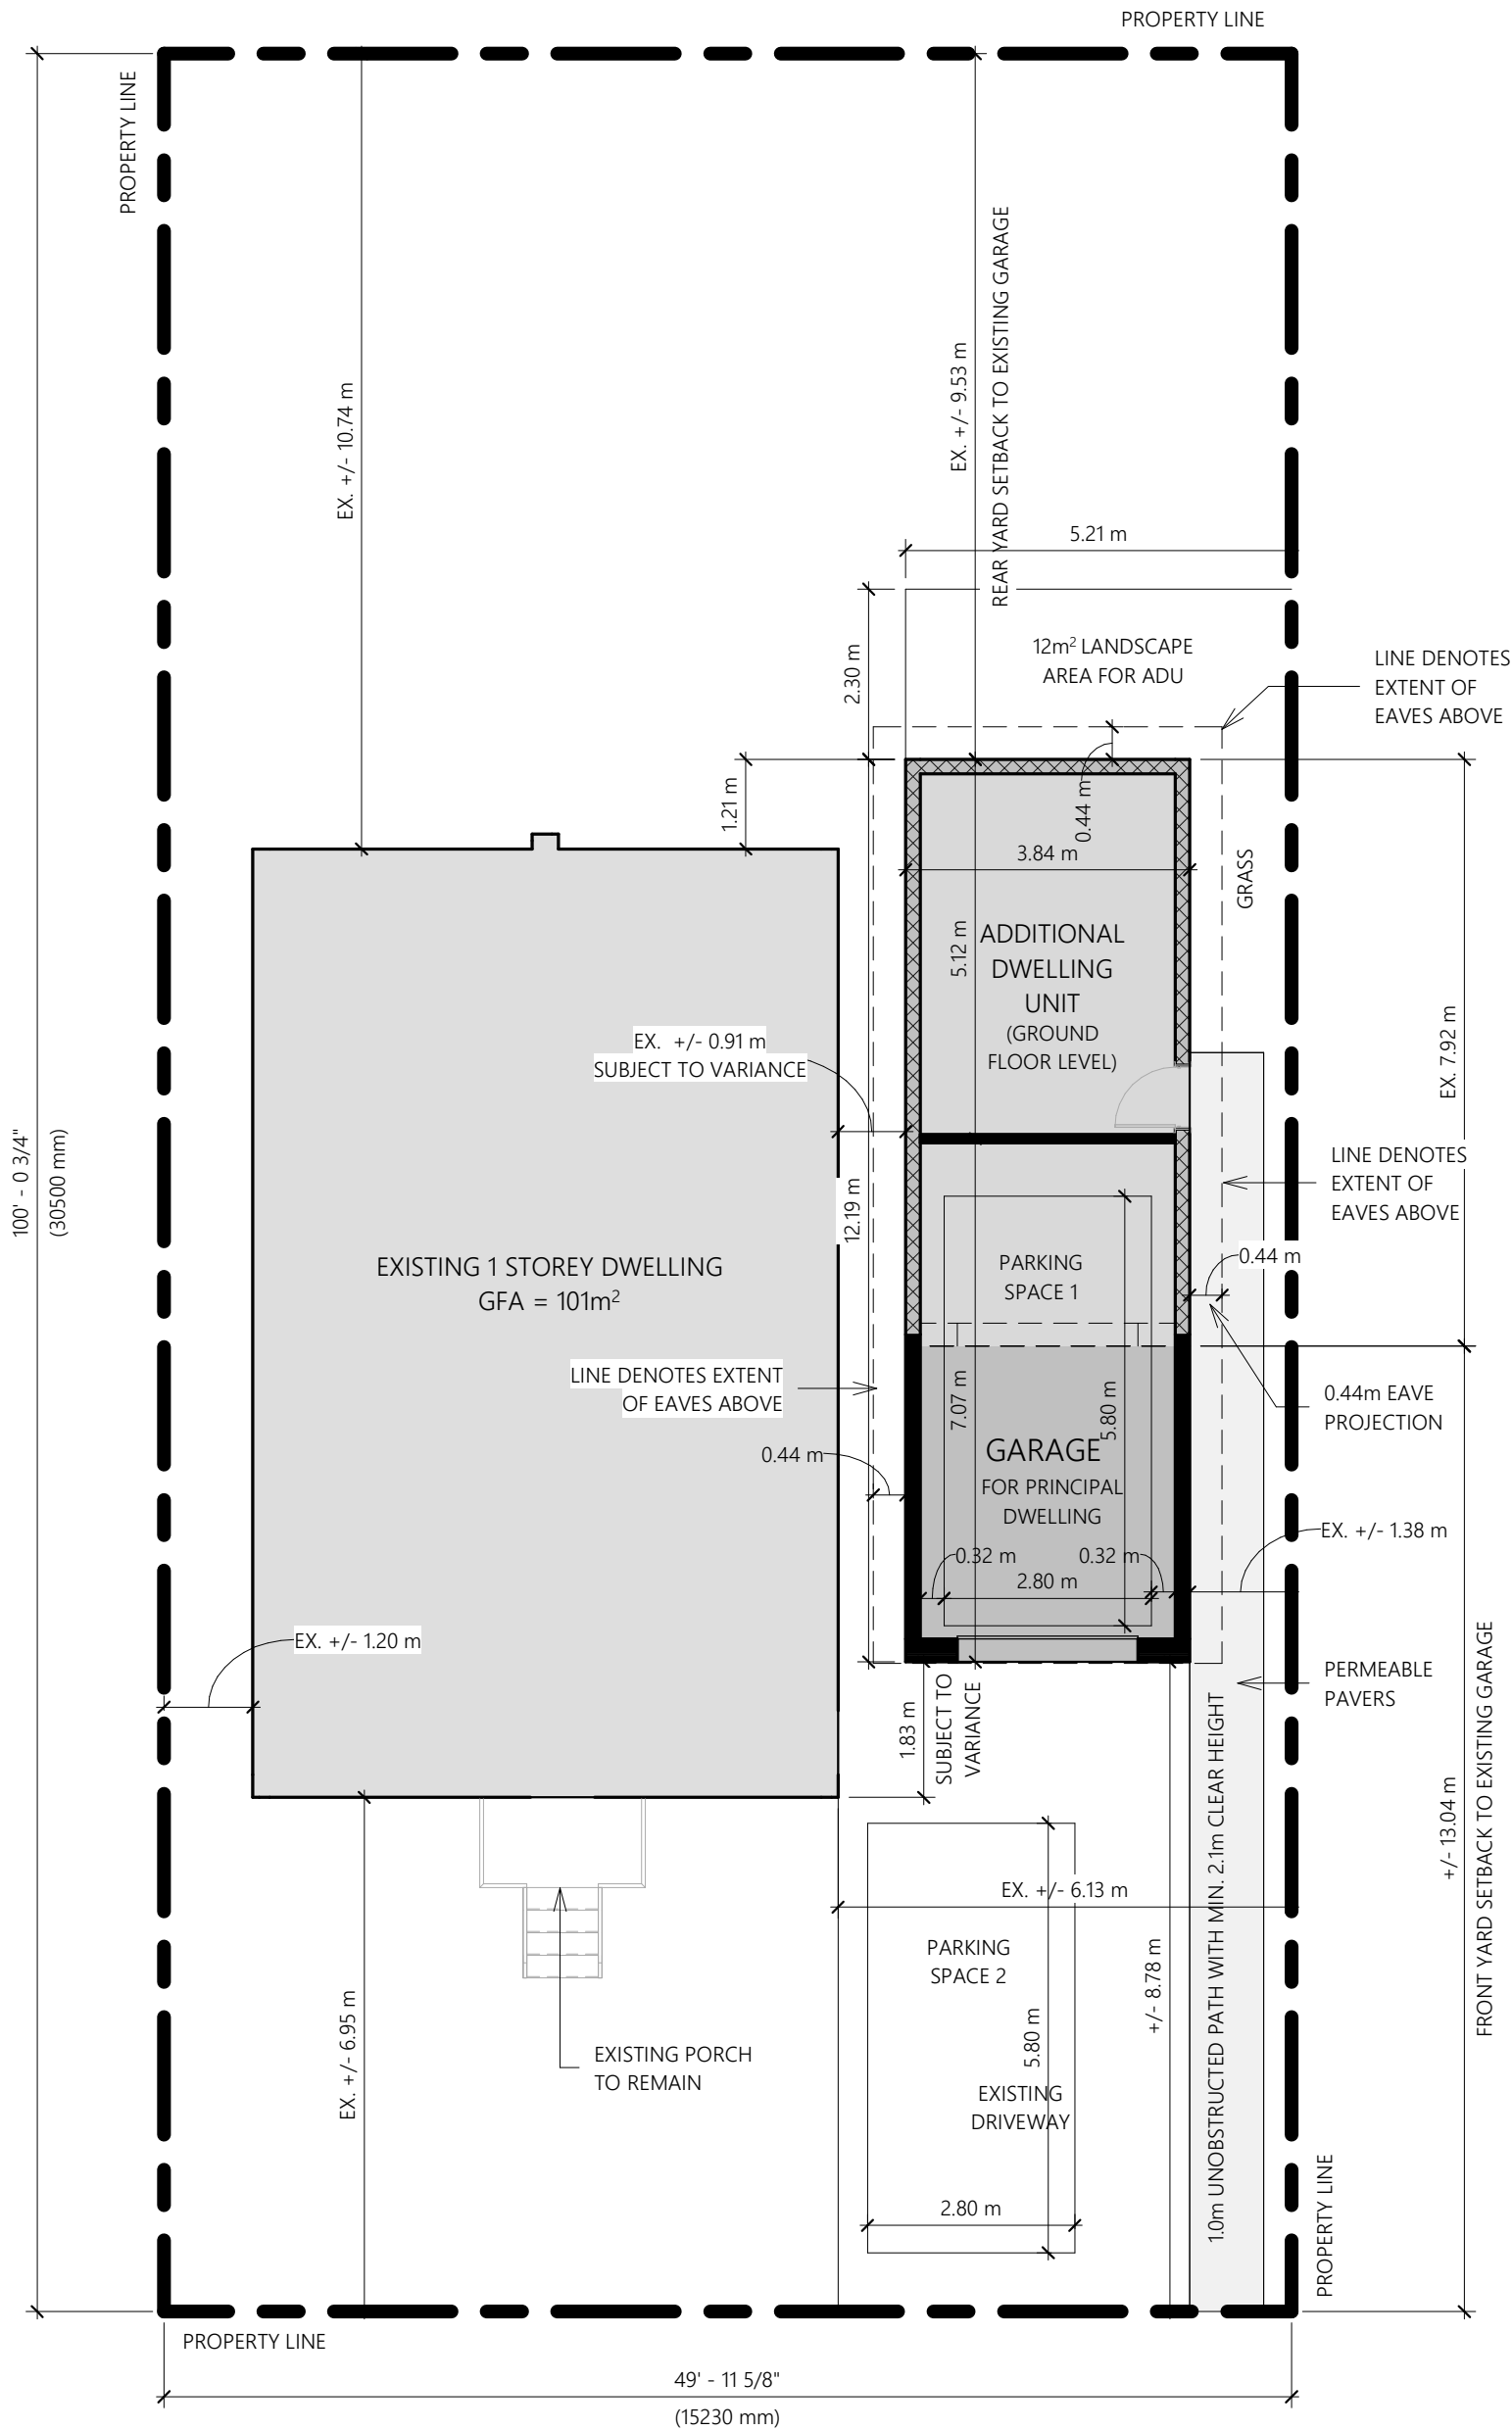 PROPERTY LINE
PROPERTY LINE
EX. +/- 10.74 m
EX. +/- 9.53 m
REAR YARD SETBACK TO EXISTING GARAGE
5.21 m
2.30 m
12m² LANDSCAPE
AREA FOR ADU
LINE DENOTES
EXTENT OF
EAVES ABOVE
1.21 m
0.44 m
3.84 m
GRASS
5.12 m
ADDITIONAL
DWELLING
UNIT
(GROUND
FLOOR LEVEL)
EX. +/- 0.91 m
SUBJECT TO VARIANCE
EX. 7.92 m
100' - 0 3/4"
(30500 mm)
12.19 m
LINE DENOTES
EXTENT OF
EAVES ABOVE
EXISTING 1 STOREY DWELLING
GFA = 101m²
PARKING
SPACE 1
0.44 m
LINE DENOTES EXTENT
OF EAVES ABOVE
7.07 m
5.80 m
0.44m EAVE
PROJECTION
GARAGE
FOR PRINCIPAL
DWELLING
0.44 m
EX. +/- 1.38 m
0.32 m
0.32 m
2.80 m
EX. +/- 1.20 m
1.83 m
SUBJECT TO
VARIANCE
PERMEABLE
PAVERS
+/- 13.04 m
FRONT YARD SETBACK TO EXISTING GARAGE
1.0m UNOBSTRUCTED PATH WITH MIN. 2.1m CLEAR HEIGHT
EX. +/- 6.13 m
PARKING
SPACE 2
+/- 8.78 m
5.80 m
EX. +/- 6.95 m
EXISTING PORCH
TO REMAIN
EXISTING
DRIVEWAY
2.80 m
PROPERTY LINE
PROPERTY LINE
49' - 11 5/8"
(15230 mm)